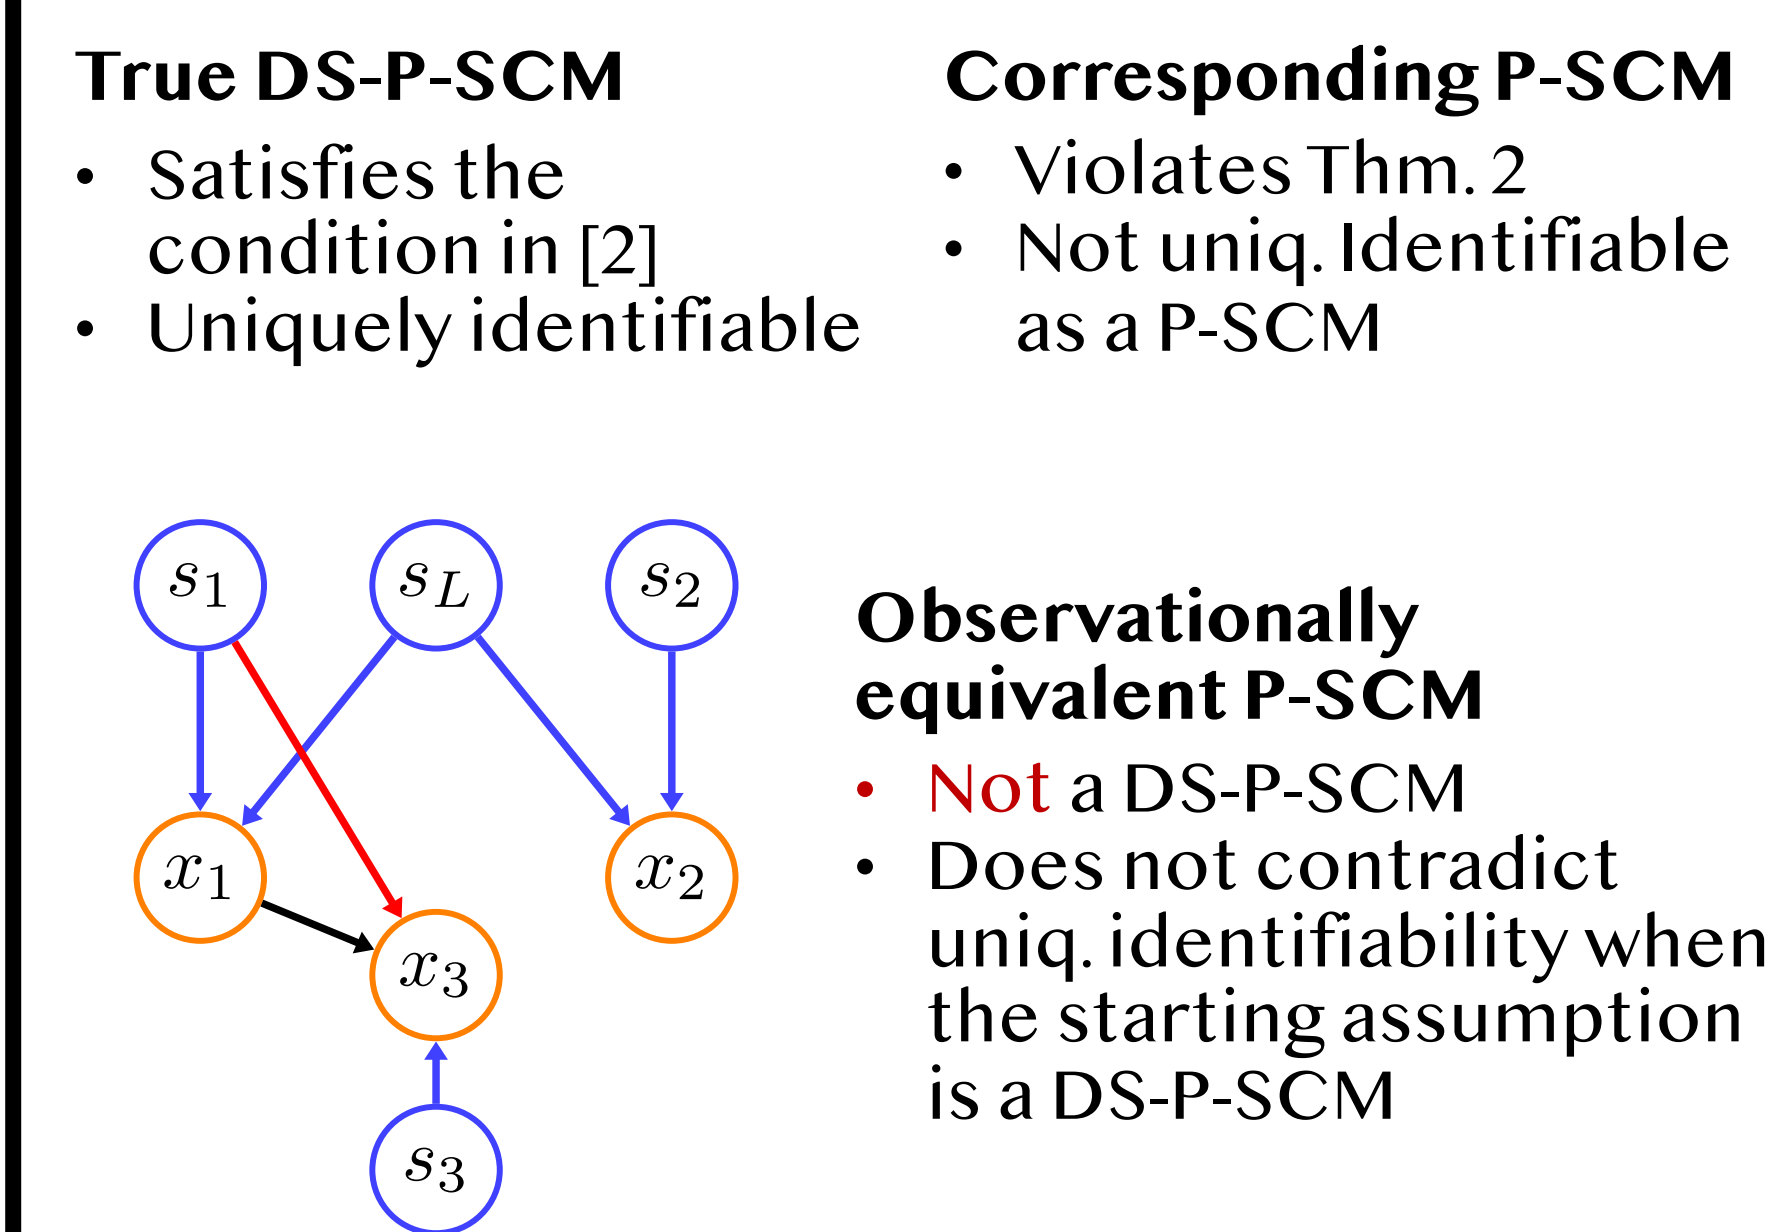 True DS-P-SCM
• Satisfies the
condition in [2]
• Uniquely identifiable
Corresponding P-SCM
• Violates Thm. 2
• Not uniq. Identifiable
as a P-SCM
s1
sL
s2
x1
x2
x3
s3
Observationally
equivalent P-SCM
• Not a DS-P-SCM
• Does not contradict
uniq. identifiability when
the starting assumption
is a DS-P-SCM